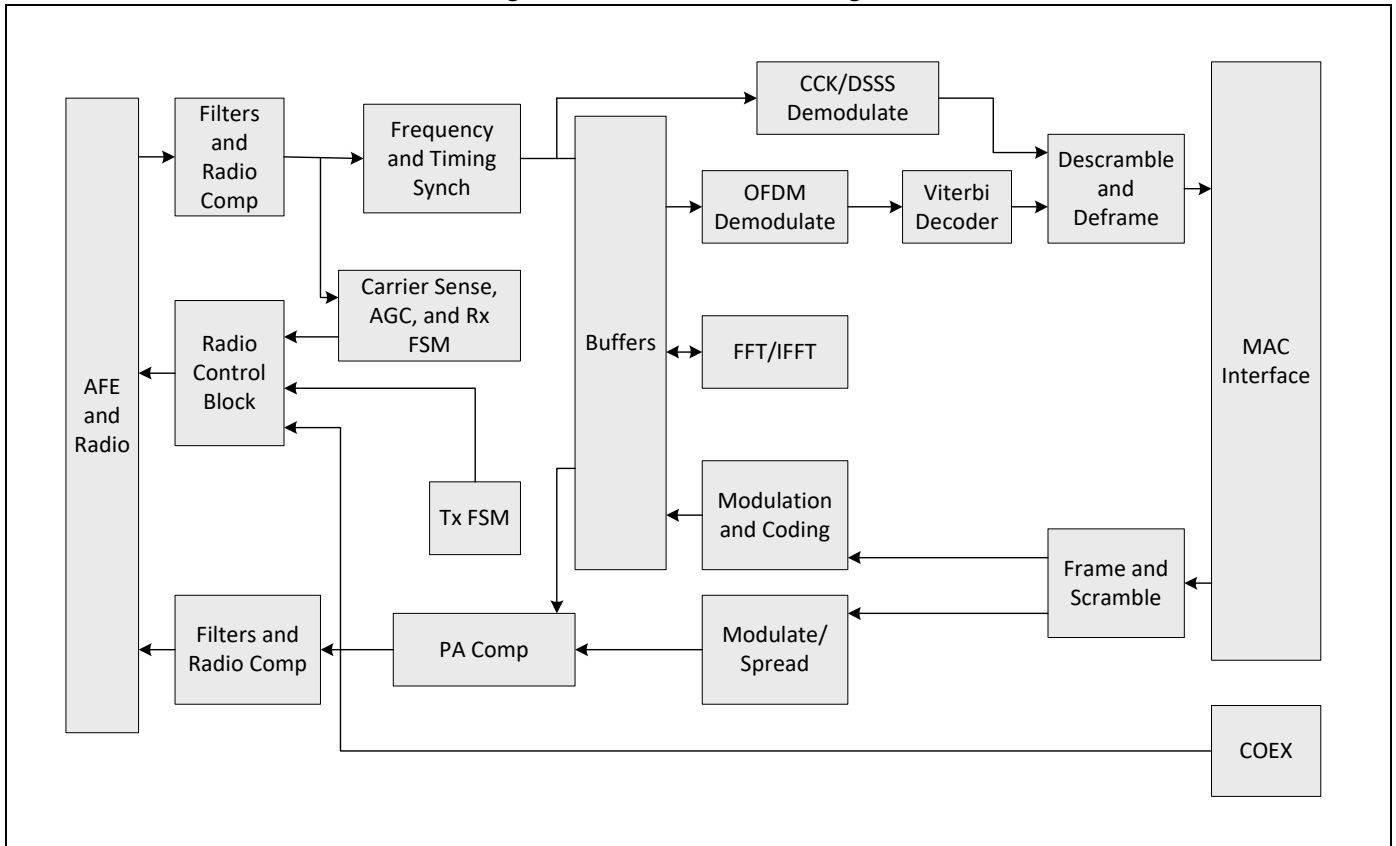 CCK/DSSS
Demodulate
Filters
and
Radio
Comp
Frequency
and Timing
Synch
Descramble
and
Deframe
OFDM
Demodulate
Viterbi
Decoder
Carrier Sense,
AGC, and Rx
FSM
Radio
Control
Block
Buffers
FFT/IFFT
MAC
Interface
AFE
and
Radio
Tx FSM
Modulation
and Coding
Frame and
Scramble
Filters and
Radio Comp
PA Comp
Modulate/
Spread
COEX